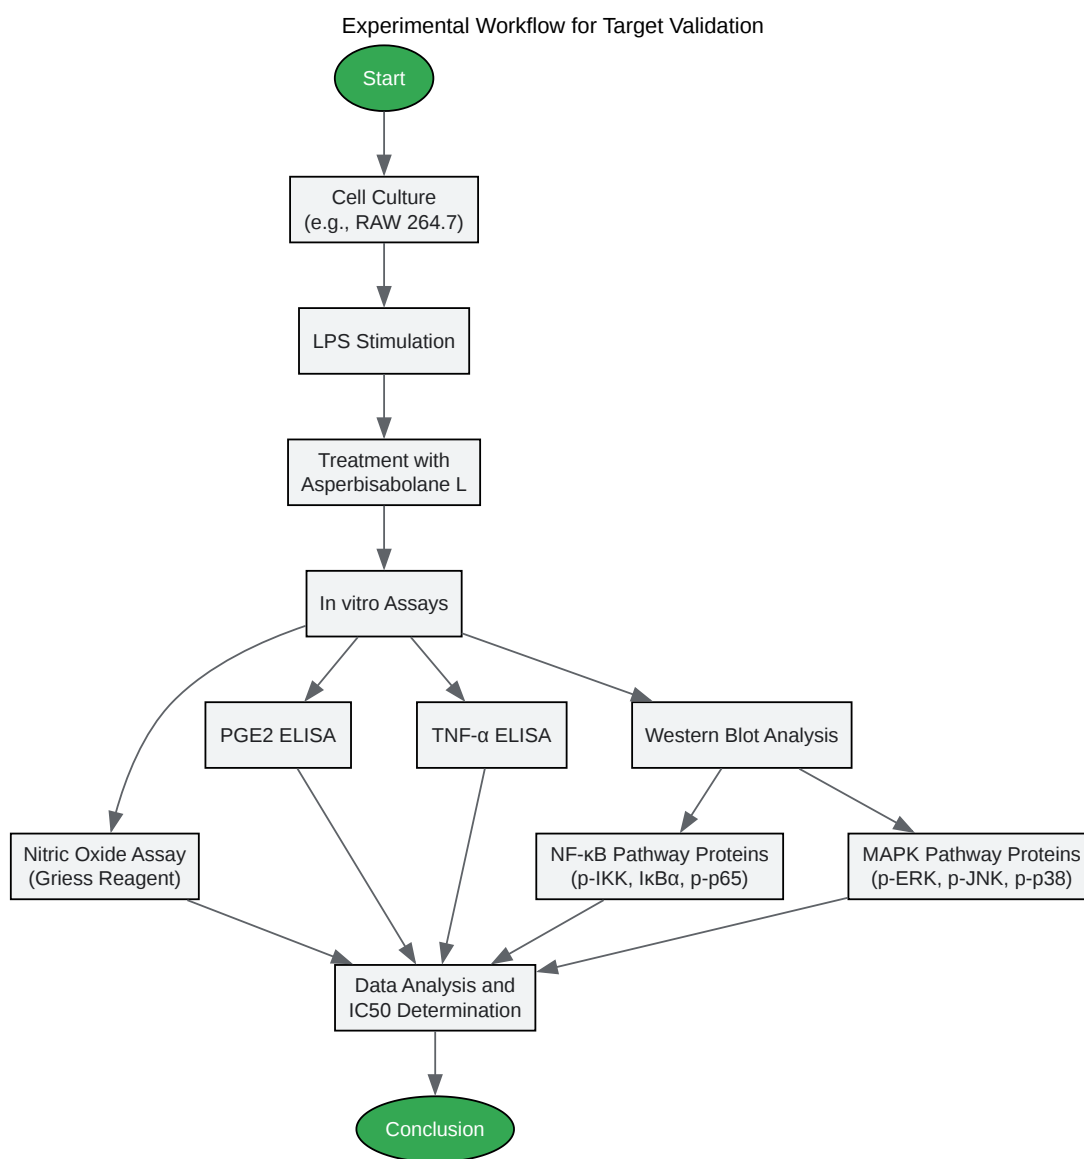 Experimental Workflow for Target Validation
Start
Cell Culture
(e.g., RAW 264.7)
LPS Stimulation
Treatment with
Asperbisabolane L
In vitro Assays
PGE2 ELISA
TNF-α ELISA
Western Blot Analysis
Nitric Oxide Assay
(Griess Reagent)
NF-κB Pathway Proteins
(p-IKK, IκBα, p-p65)
MAPK Pathway Proteins
(p-ERK, p-JNK, p-p38)
Data Analysis and
IC50 Determination
Conclusion